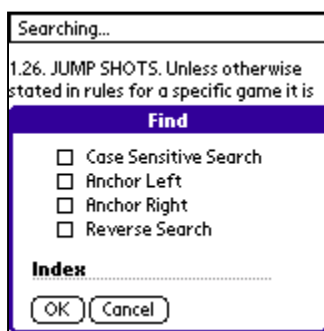 Searching...
1.26. JUMP SHOTS. Unless otherwise
stated in rules for a specific game it is
Find
Case Sensitive Search
Anchor Left
Anchor Right
Reverse Search
Index
OK Cancel